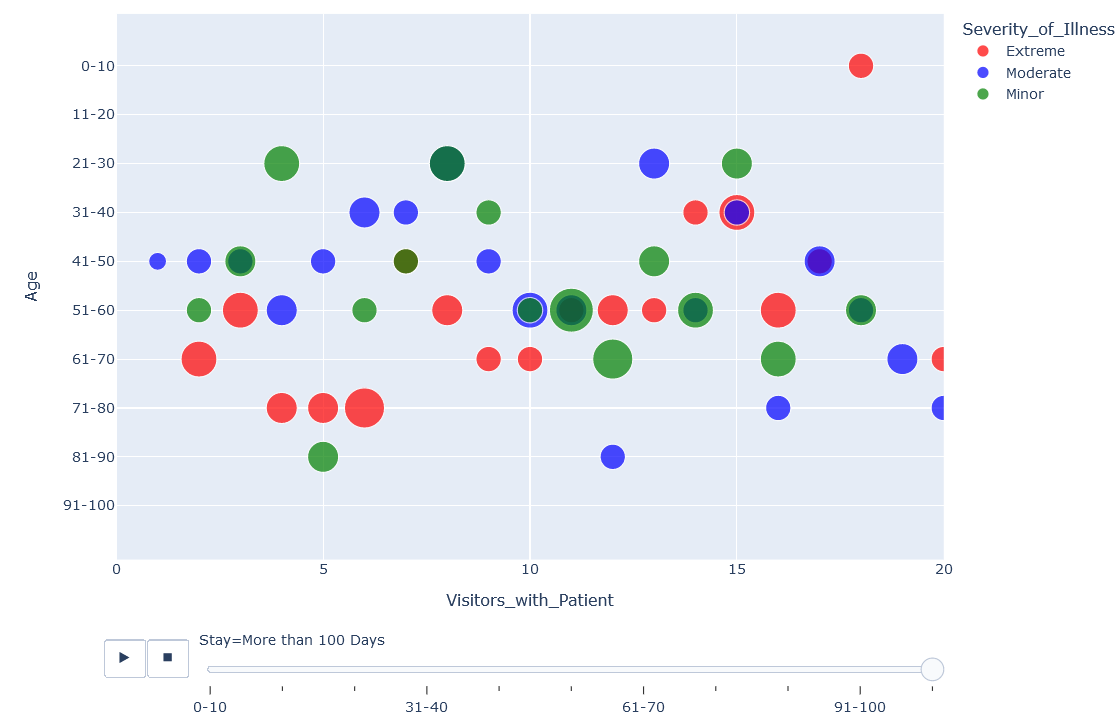 Severity_of_Illness
Extreme
Moderate
Minor
Age
0-10
11-20
21-30
31-40
41-50
51-60
61-70
71-80
81-90
91-100
0 5 10 15 20
Visitors_with_Patient
Stay=More than 100 Days
0-10 31-40 61-70 91-100